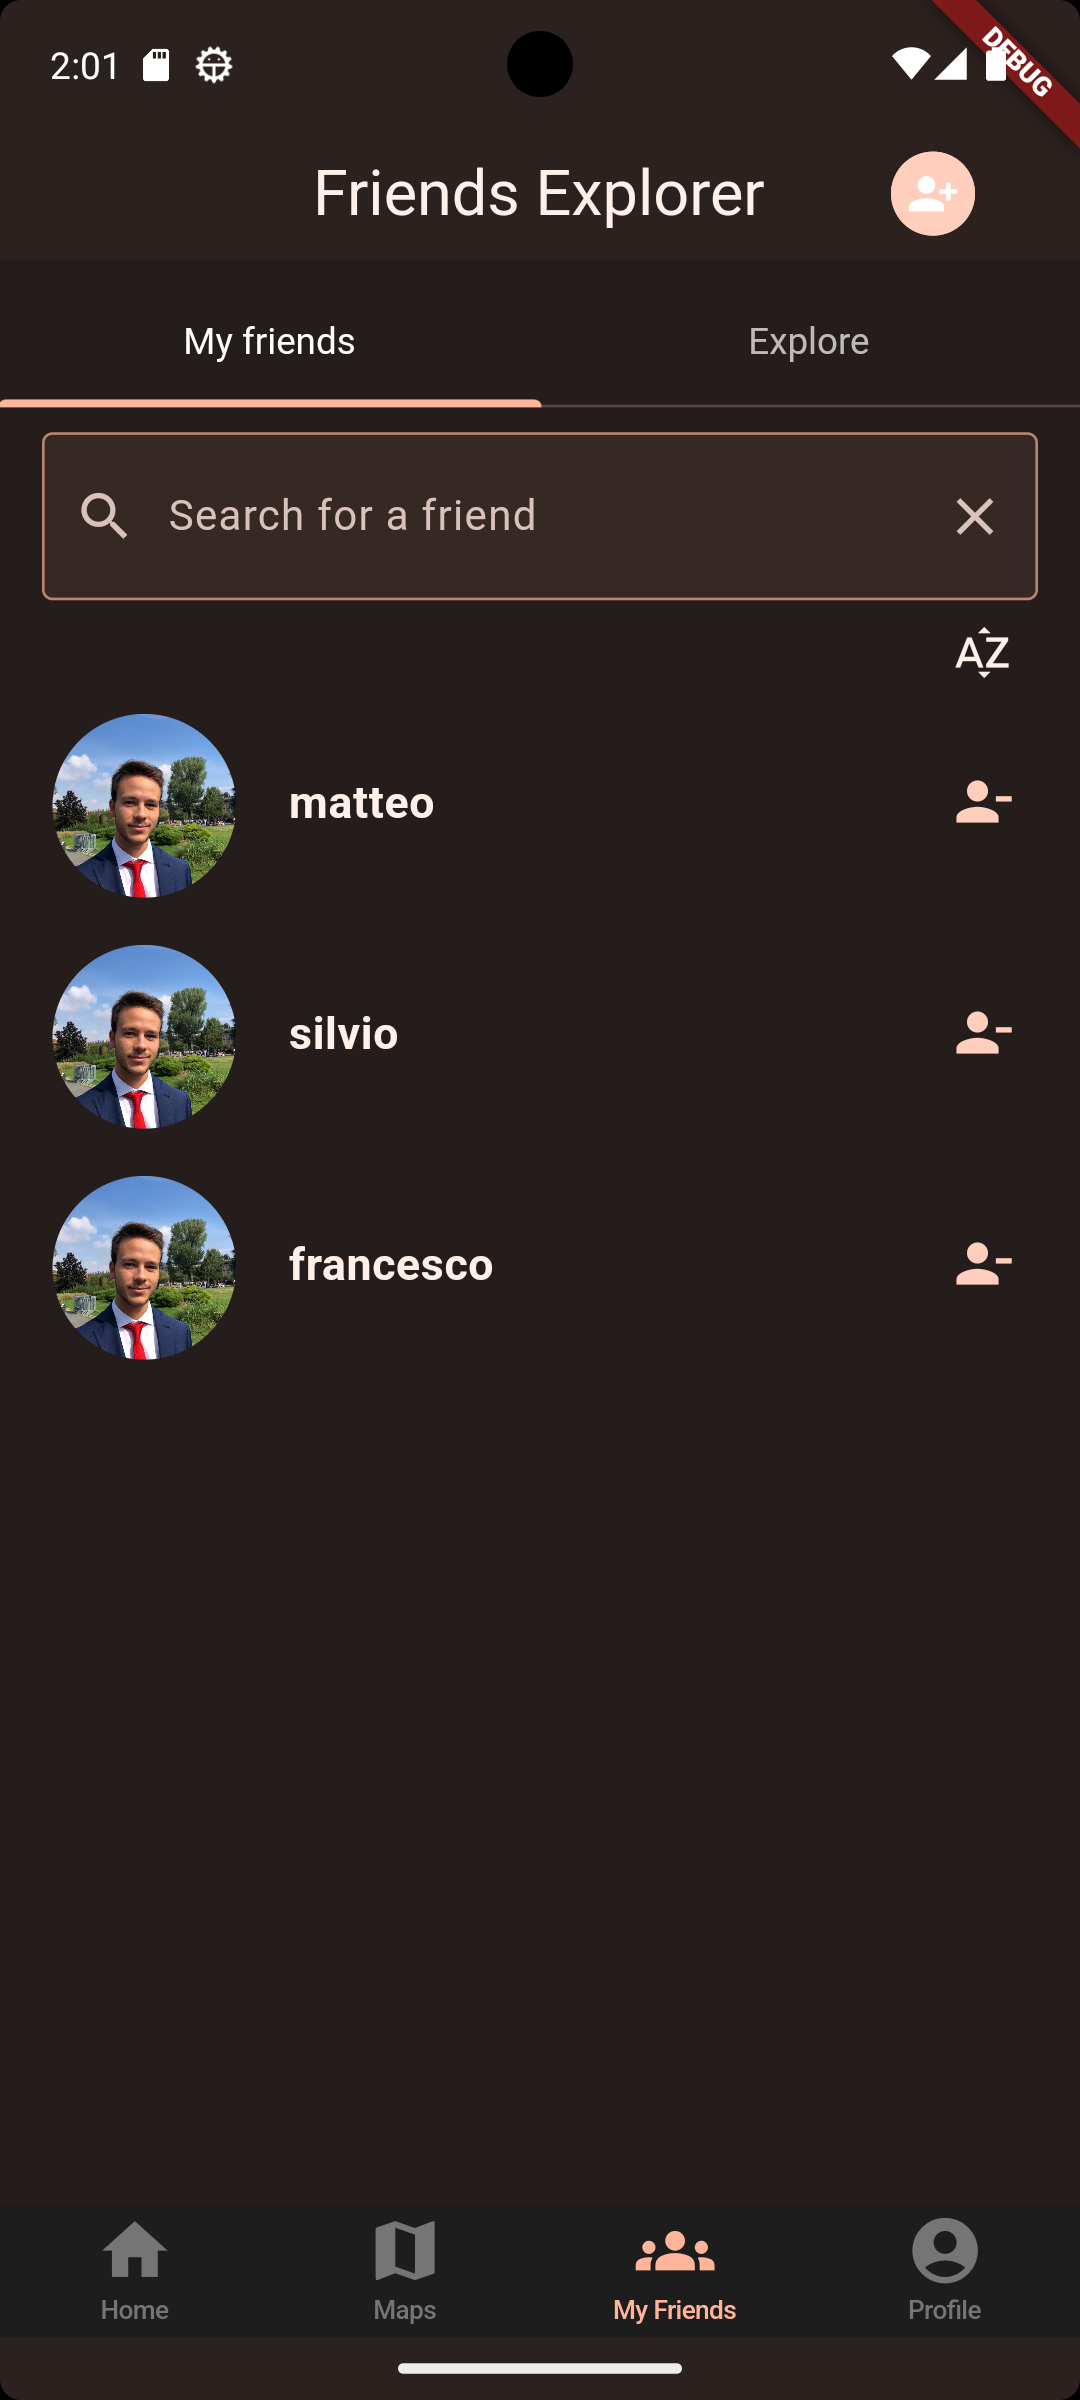 2:01
DEBUG
Friends Explorer
My friends
Explore
Search for a friend
AZ
matteo
silvio
francesco
Home
Maps
My Friends
Profile